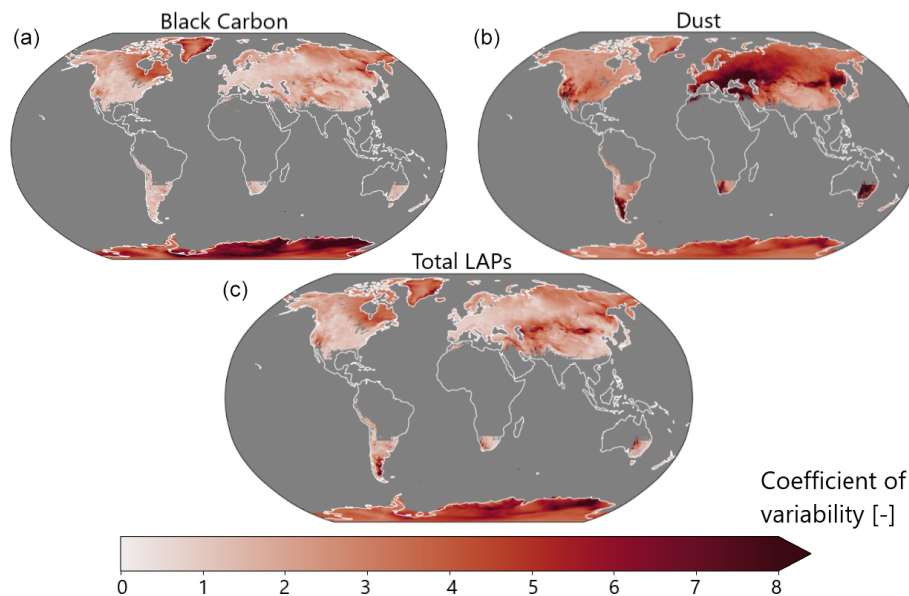 Black Carbon
Dust
(a)
(b)
Total LAPs
(c)
Coefficient of
variability [-]
0 1 2 3 4 5 6 7 8